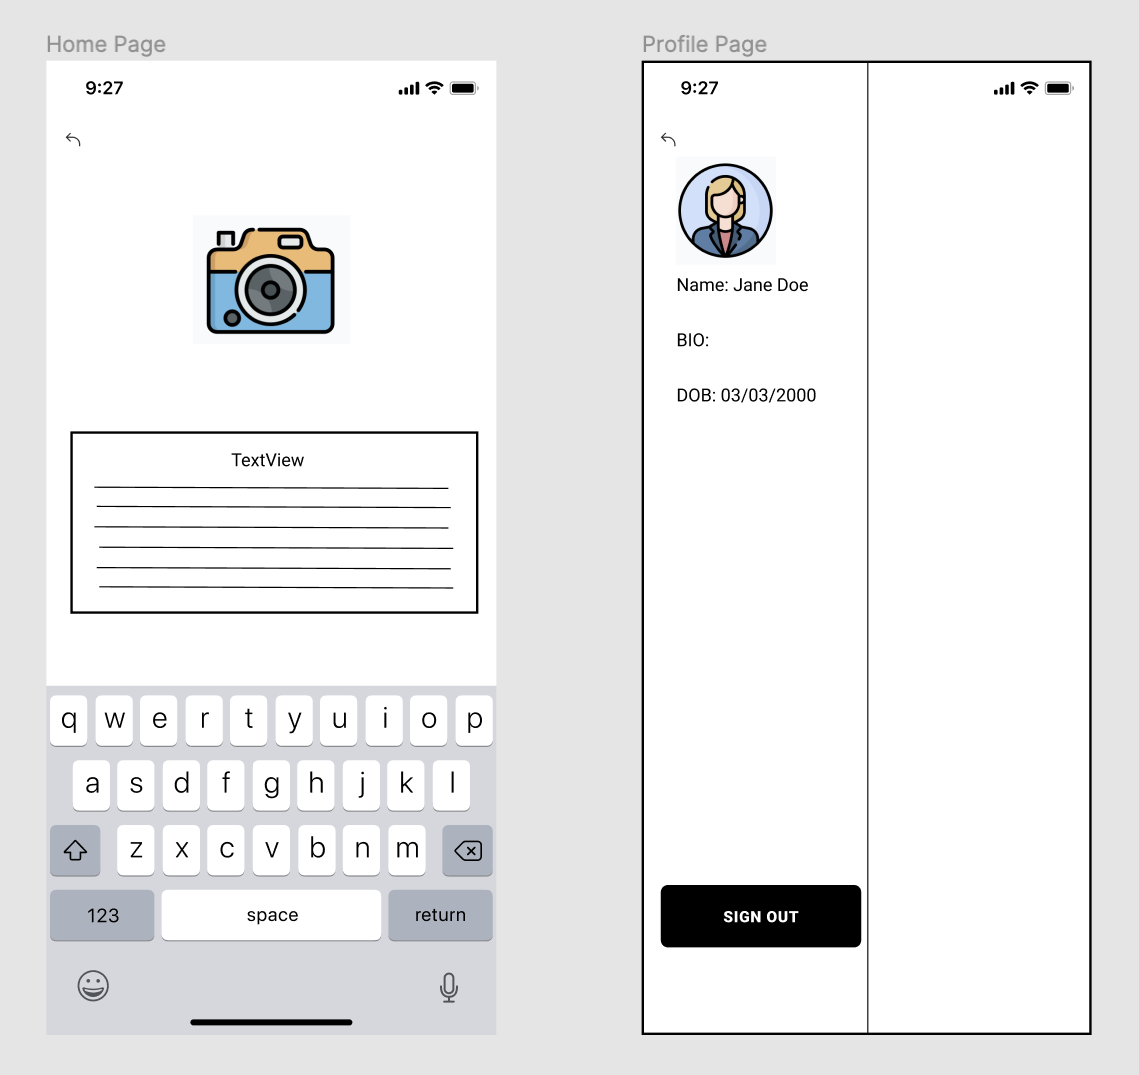 Home Page
9:27
TextView
q w e r t y u i o p
a s d f g h j k l
z x c v b n m
123 space return
Profile Page
9:27
Name: Jane Doe
BIO:
DOB: 03/03/2000
SIGN OUT